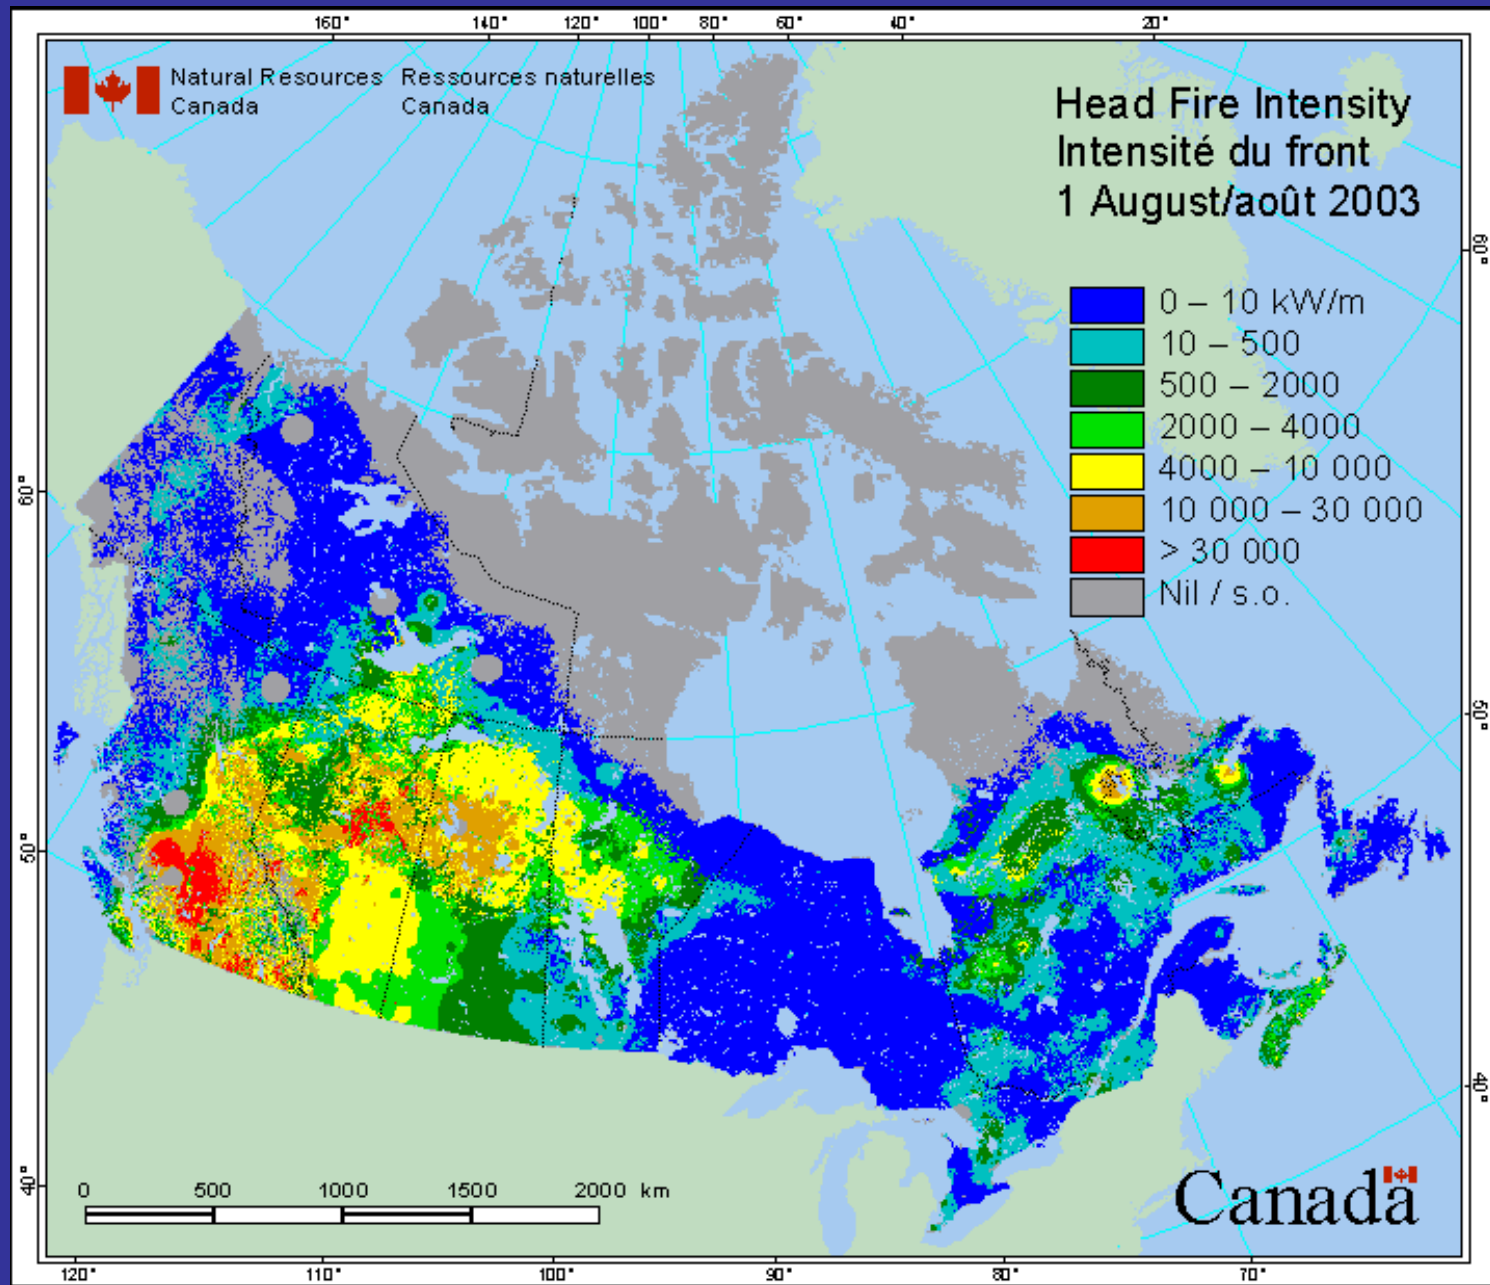 160° 140° 120° 100° 80° 60° 40° 20°
Natural Resources Ressources naturelles
Canada Canada
Head Fire Intensity
Intensité du front
1 August/août 2003
0 – 10 kW/m
10 – 500
500 – 2000
2000 – 4000
4000 – 10 000
10 000 – 30 000
> 30 000
Nil / s.o.
60°
50°
40°
60°
50°
40°
0 500 1000 1500 2000 km
Canada
120° 110° 100° 90° 80° 70°